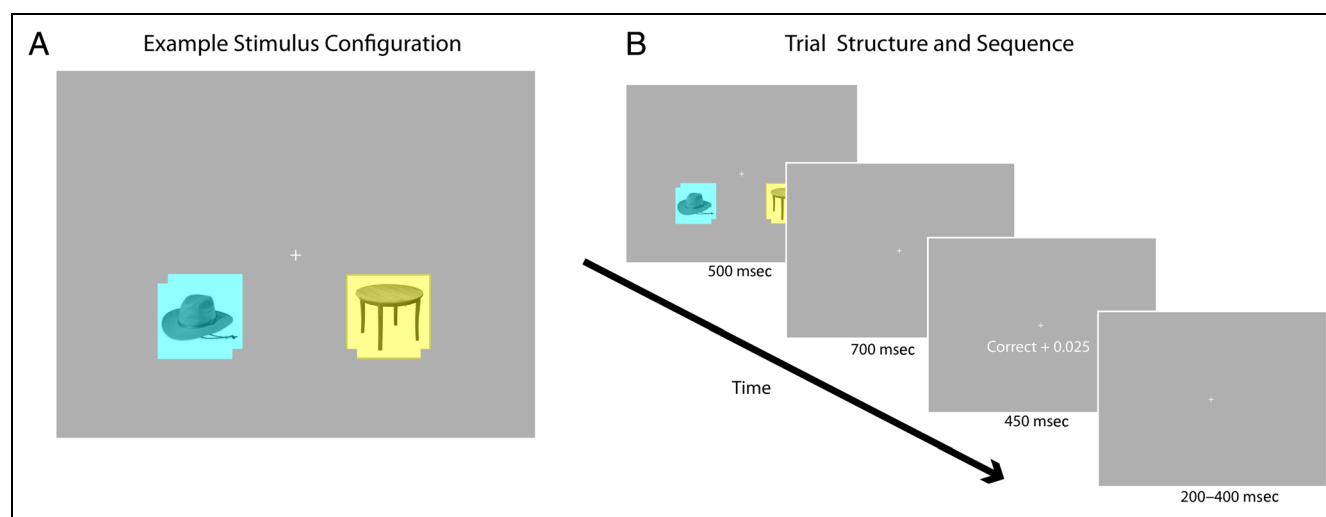 A
Example Stimulus Configuration
B
Trial Structure and Sequence
500 msec
700 msec
Correct + 0.025
450 msec
Time
200–400 msec